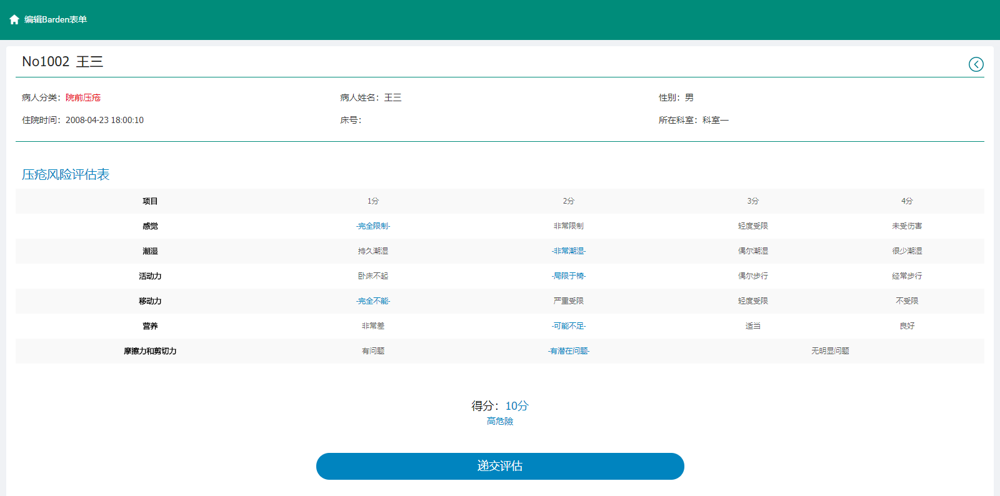 编辑Barden表单
No1002 王三
病人分类：院前压疮 病人姓名：王三 性别：男
住院时间：2008-04-23 18:00:10 床号： 所在科室：科室一
压疮风险评估表
项目 1分 2分 3分 4分
感觉 -完全限制- 非常限制 轻度受限 未受伤害
潮湿 持久潮湿 -非常潮湿- 偶尔潮湿 很少潮湿
活动力 卧床不起 -局限于椅- 偶尔步行 经常步行
移动力 -完全不能- 严重受限 轻度受限 不受限
营养 非常差 -可能不足- 适当 良好
摩擦力和剪切力 有问题 -有潜在问题- 无明显问题
得分：10分
高危險
递交评估